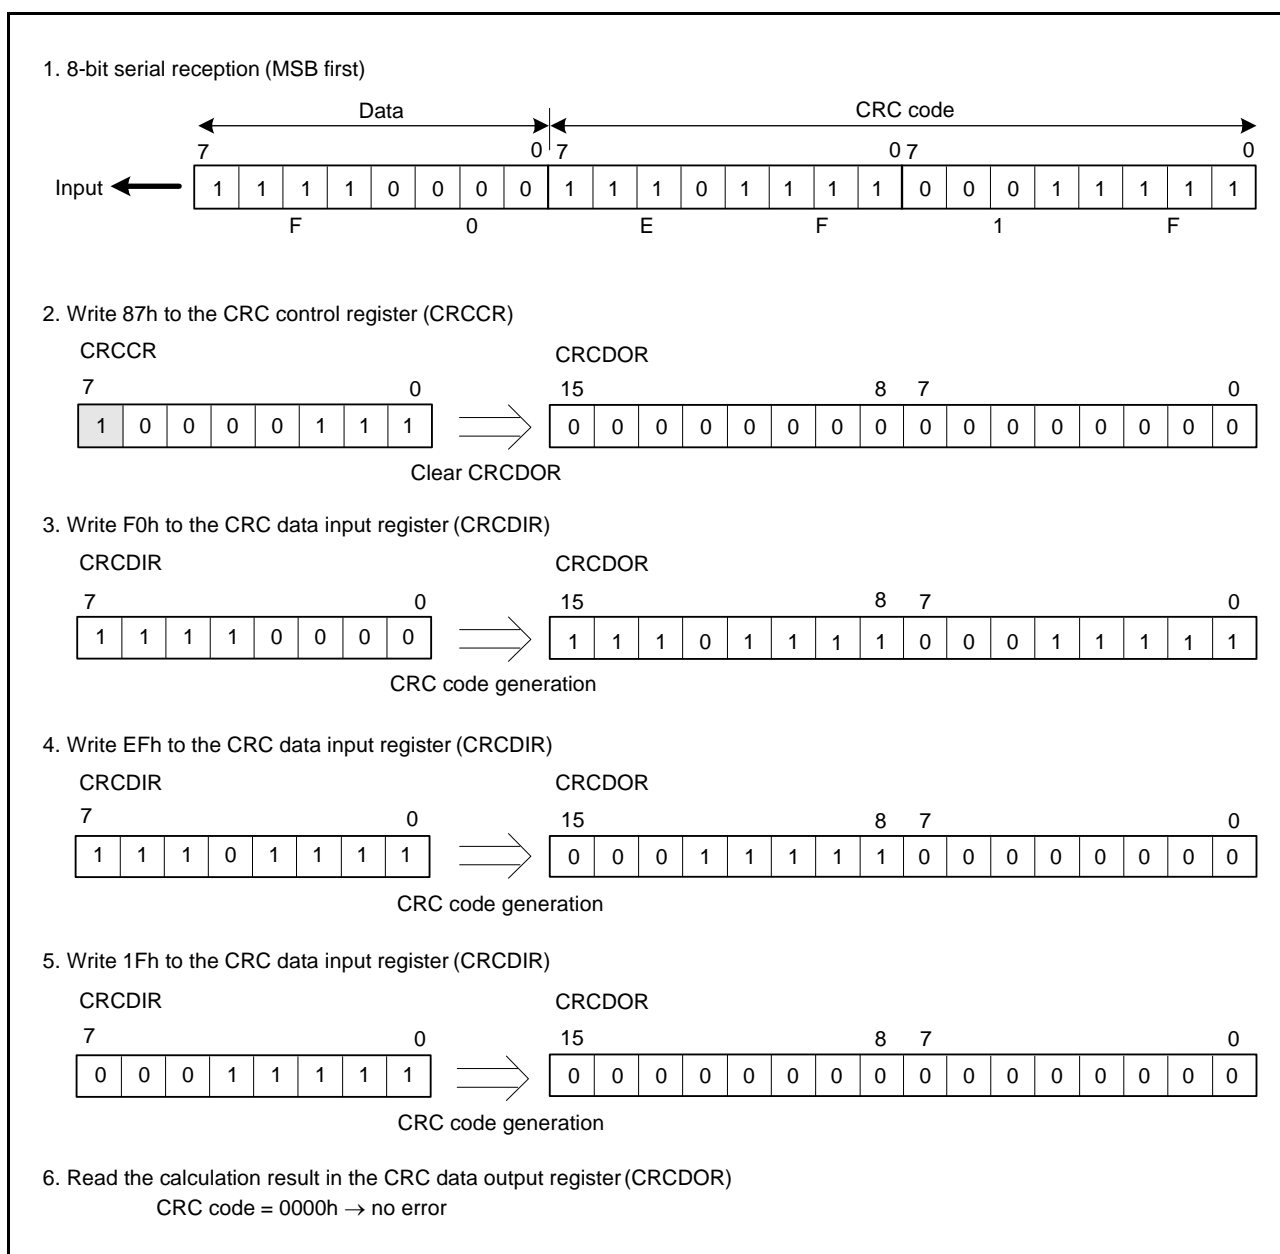 1. 8-bit serial reception (MSB first)
Data CRC code
7 0 7 0 7 0
Input 1 1 1 1 0 0 0 0 1 1 1 0 1 1 1 1 0 0 0 1 1 1 1 1
F 0 E F 1 F
2. Write 87h to the CRC control register (CRCCR)
CRCCR CRCDOR
7 0 15 8 7 0
1 0 0 0 0 1 1 1 0 0 0 0 0 0 0 0 0 0 0 0 0 0 0 0
Clear CRCDOR
3. Write F0h to the CRC data input register (CRCDIR)
CRCDIR CRCDOR
7 0 15 8 7 0
1 1 1 1 0 0 0 0 1 1 1 0 1 1 1 1 0 0 0 1 1 1 1 1
CRC code generation
4. Write EFh to the CRC data input register (CRCDIR)
CRCDIR CRCDOR
7 0 15 8 7 0
1 1 1 0 1 1 1 1 0 0 0 1 1 1 1 1 0 0 0 0 0 0 0 0
CRC code generation
5. Write 1Fh to the CRC data input register (CRCDIR)
CRCDIR CRCDOR
7 0 15 8 7 0
0 0 0 1 1 1 1 1 0 0 0 0 0 0 0 0 0 0 0 0 0 0 0 0
CRC code generation
6. Read the calculation result in the CRC data output register (CRCDOR)
CRC code = 0000h → no error